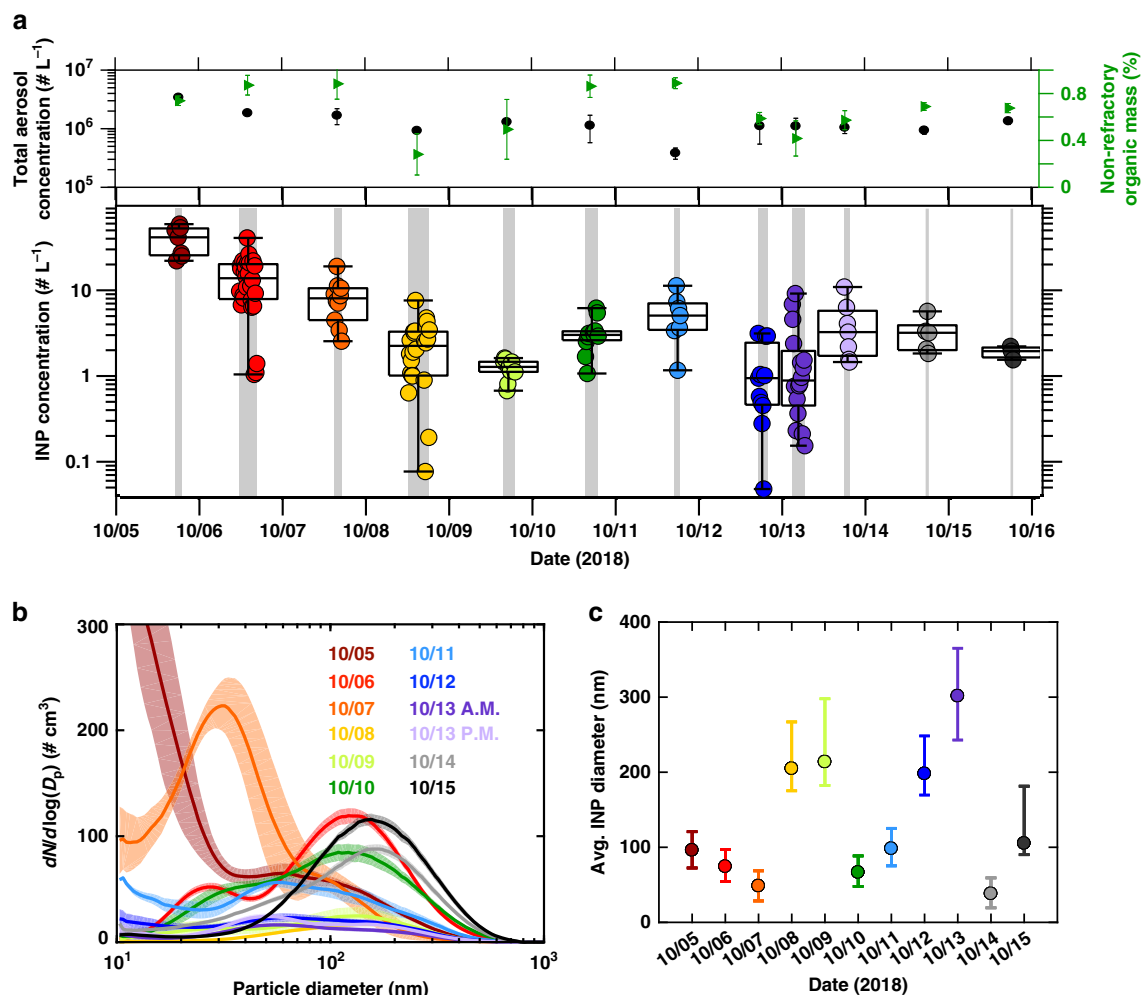 a
Total aerosol
concentration (# L⁻¹)
10⁷
10⁶
10⁵
0.8
0.4
0
Non-refractory
organic mass (%)
INP concentration (# L⁻¹)
10
1
0.1
10/05 10/06 10/07 10/08 10/09 10/10 10/11 10/12 10/13 10/14 10/15 10/16
Date (2018)
b
dN/dlog(Dₚ) (# cm³)
300
200
100
0
10/05 10/11
10/06 10/12
10/07 10/13 A.M.
10/08 10/13 P.M.
10/09 10/14
10/10 10/15
10¹ 10² 10³
Particle diameter (nm)
c
Avg. INP diameter (nm)
400
300
200
100
0
10/05 10/06 10/07 10/08 10/09 10/10 10/11 10/12 10/13 10/14 10/15
Date (2018)